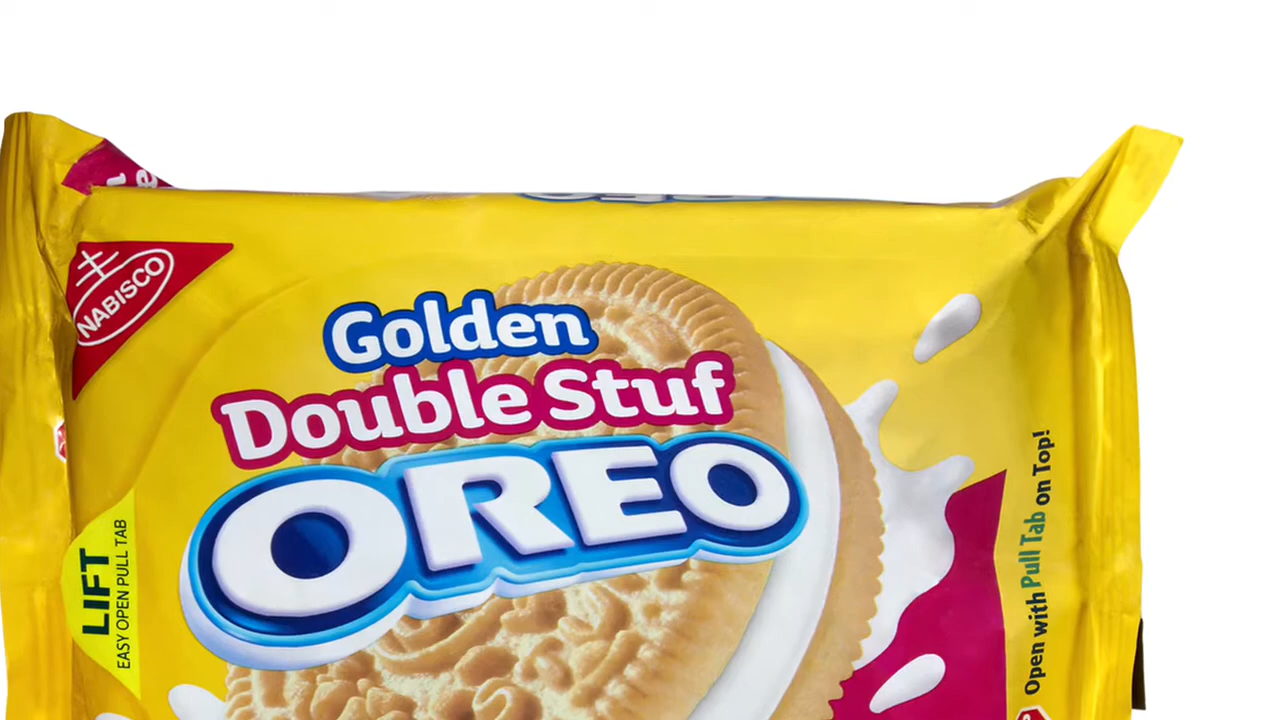 NABISCO
Golden
Double Stuf
OREO
LIFT
EASY OPEN PULL TAB
Open with Pull Tab on Top!